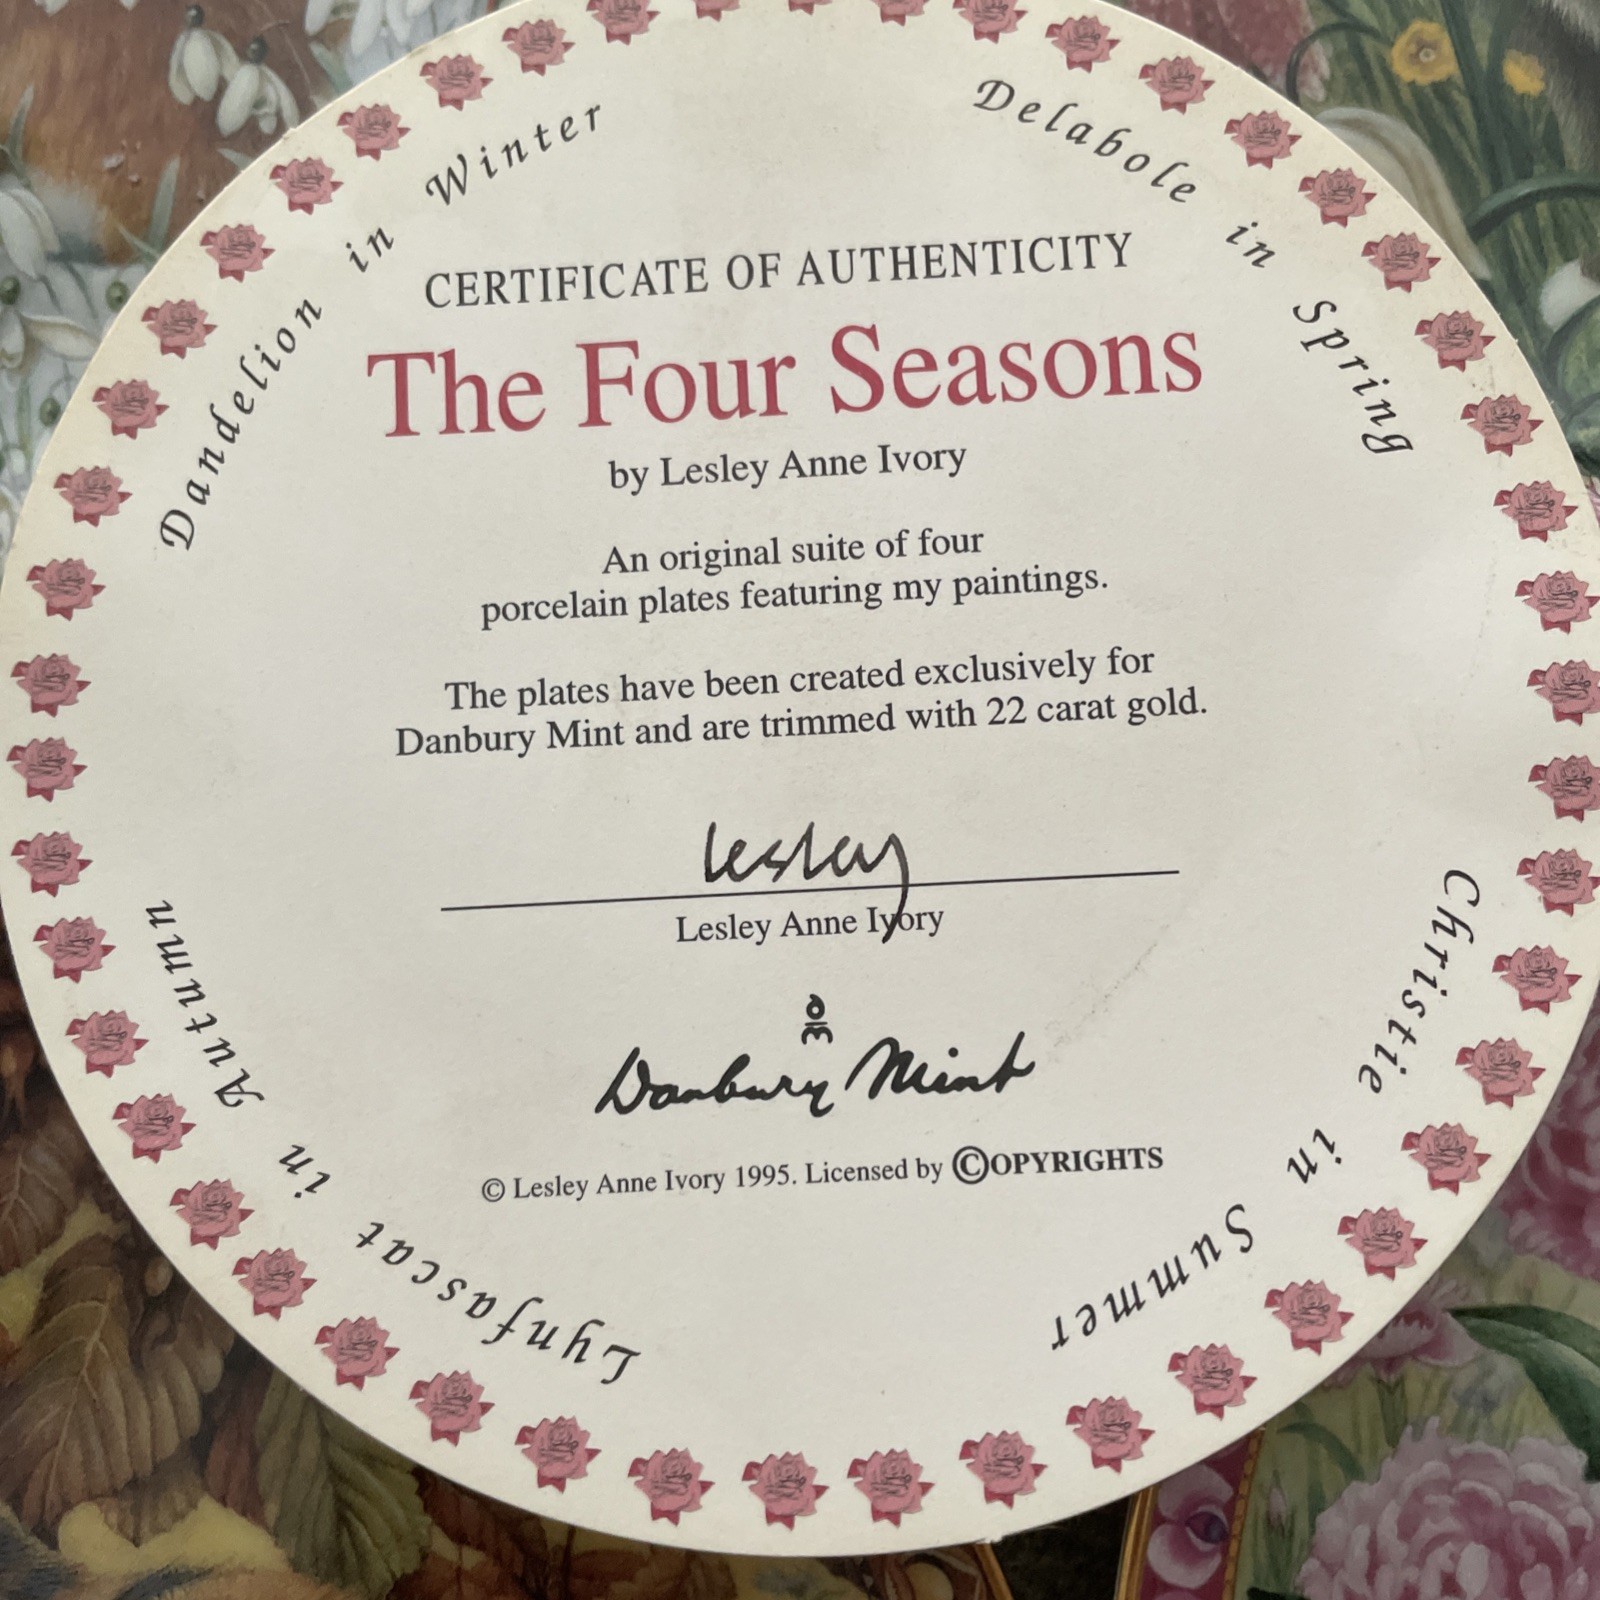 Dandelion in Winter
Delabole in Spring
CERTIFICATE OF AUTHENTICITY
The Four Seasons
by Lesley Anne Ivory
An original suite of four
porcelain plates featuring my paintings.
The plates have been created exclusively for
Danbury Mint and are trimmed with 22 carat gold.
Lesley
Lesley Anne Ivory
Danbury Mint
© Lesley Anne Ivory 1995. Licensed by ©OPYRIGHTS
Christie in Summer
Lynfascat in Autumn